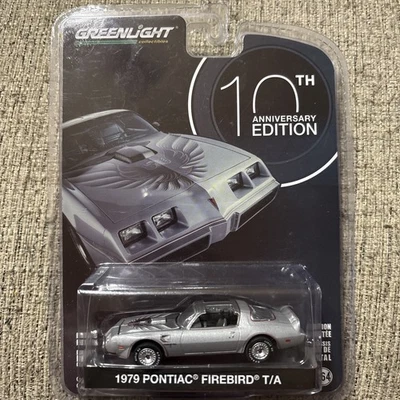 GREENLIGHT
collectibles
10TH
ANNIVERSARY
EDITION
1979 PONTIAC® FIREBIRD® T/A